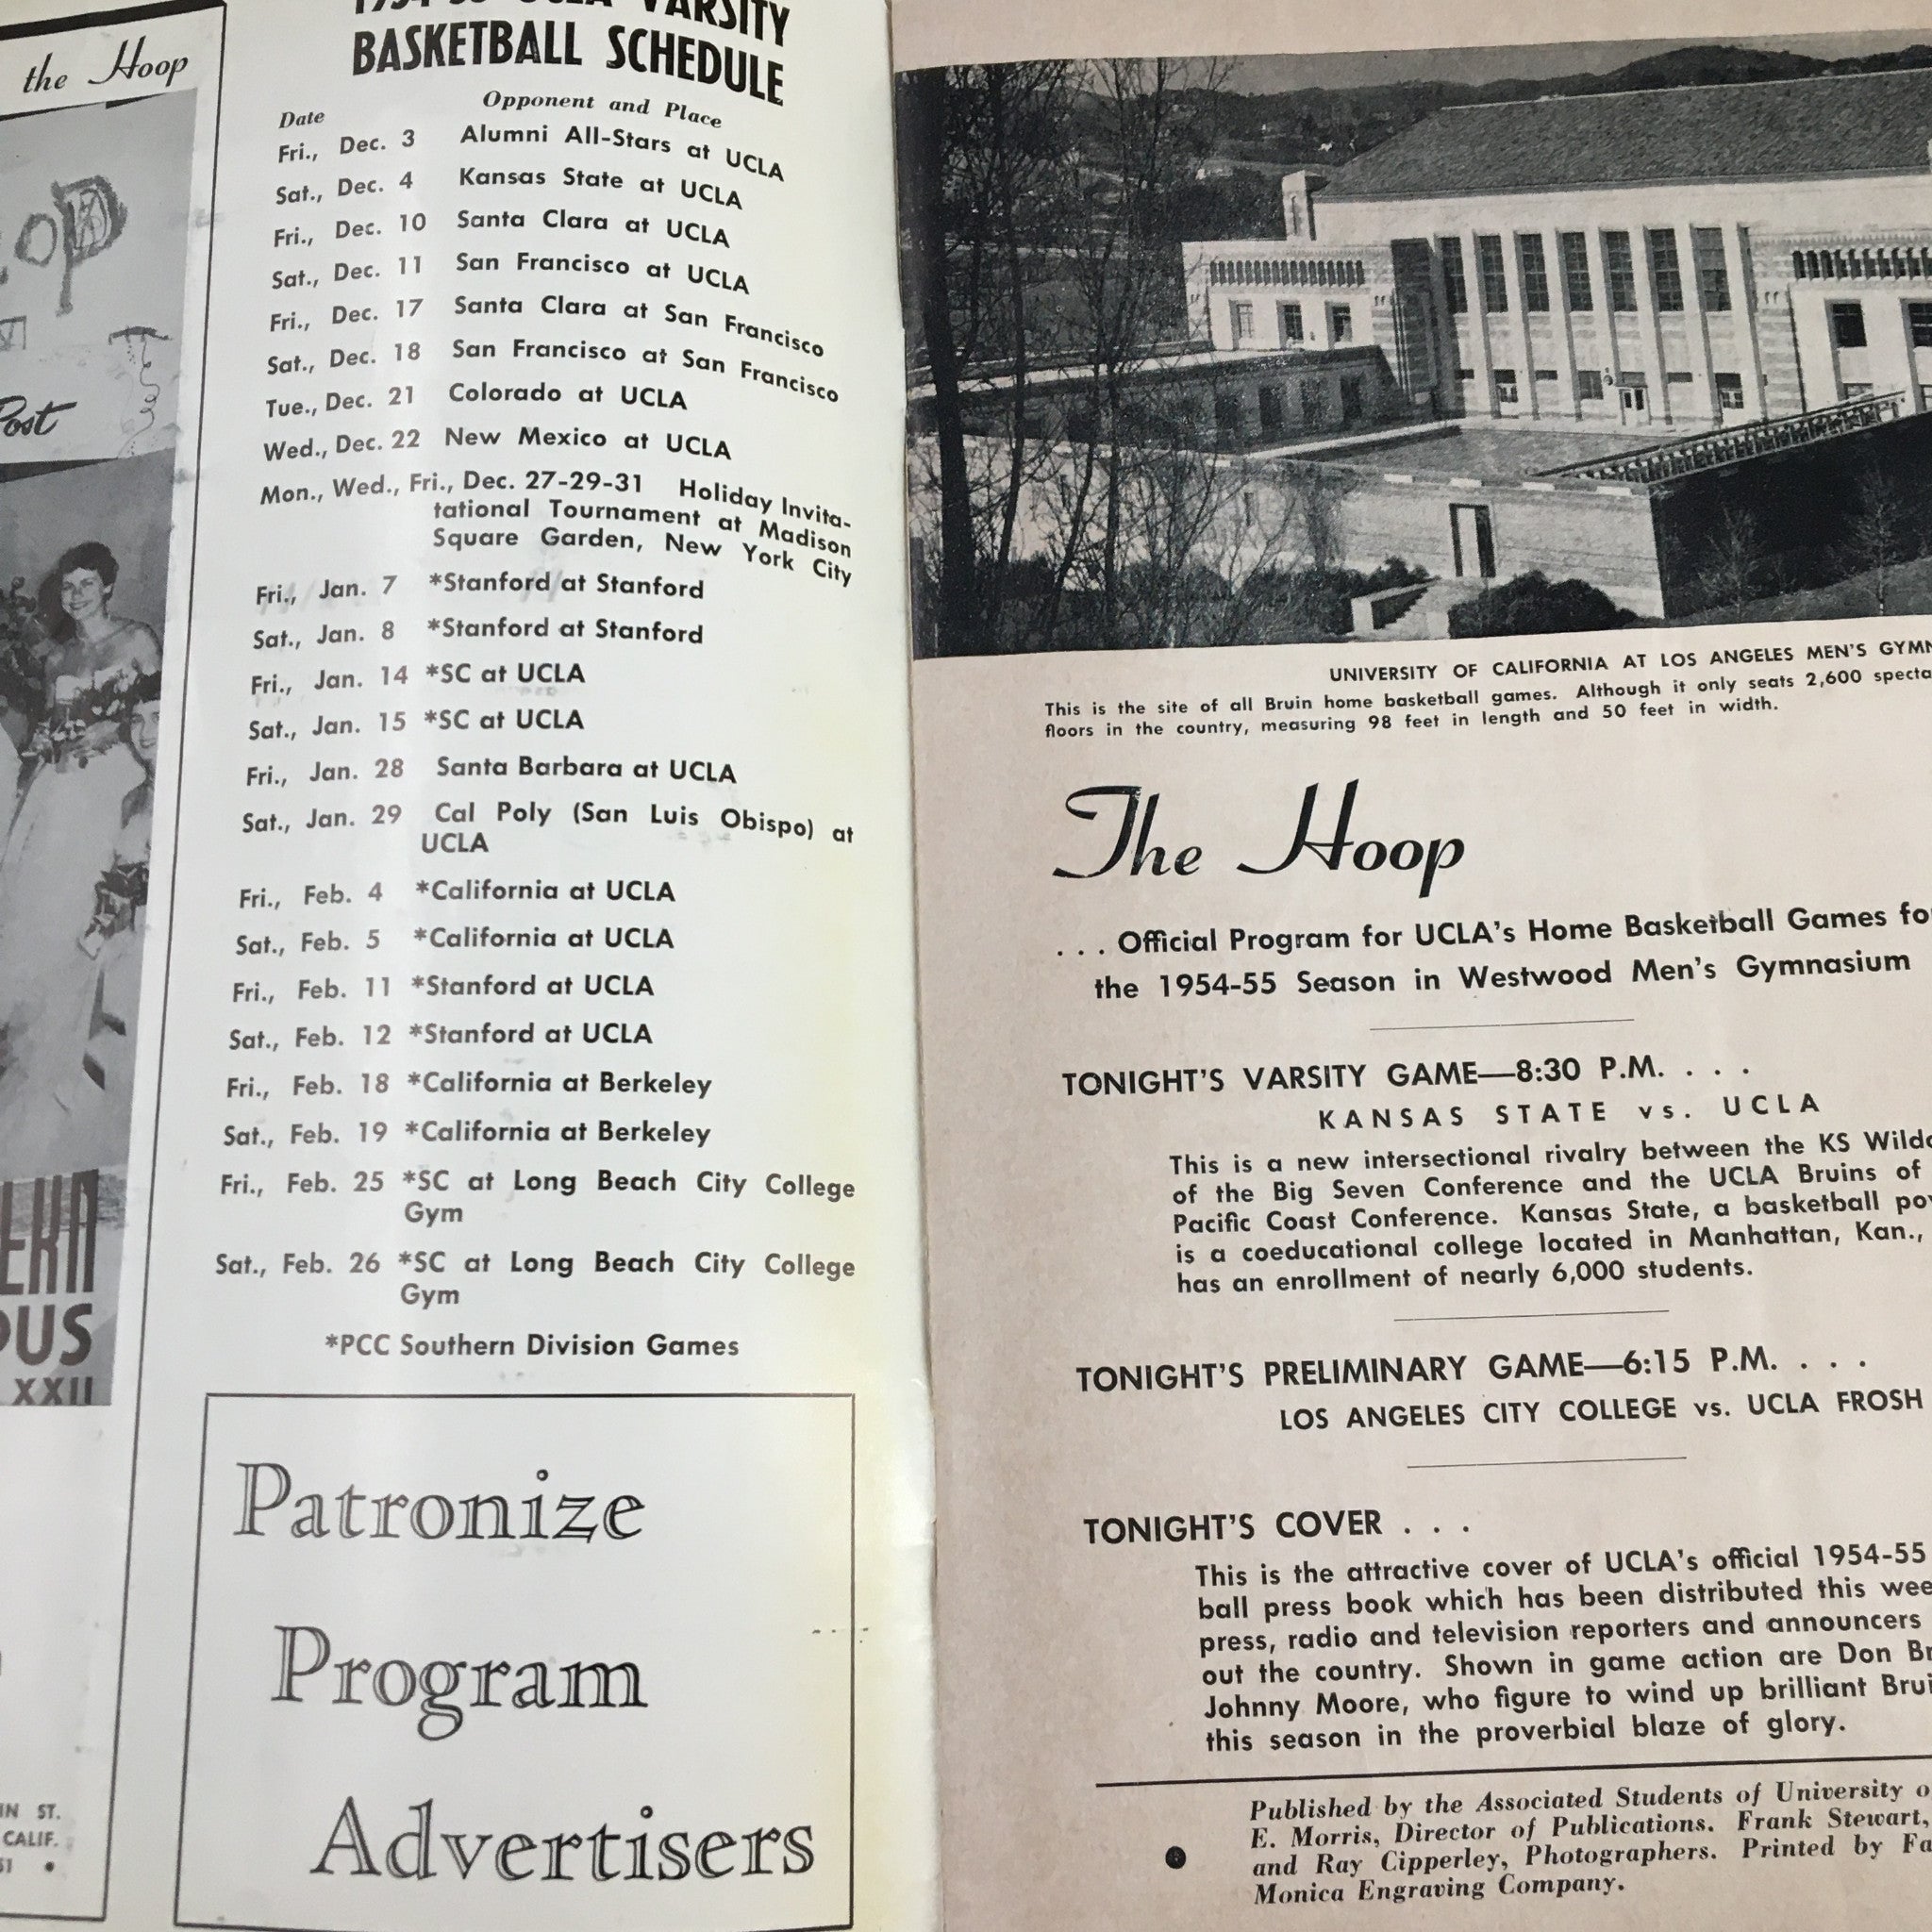 the Hoop
Post
XXII
IN ST.
CALIF.
1954-55 UCLA VARSITY
BASKETBALL SCHEDULE
Date Opponent and Place
Fri., Dec. 3 Alumni All-Stars at UCLA
Sat., Dec. 4 Kansas State at UCLA
Fri., Dec. 10 Santa Clara at UCLA
Sat., Dec. 11 San Francisco at UCLA
Fri., Dec. 17 Santa Clara at San Francisco
Sat., Dec. 18 San Francisco at San Francisco
Tue., Dec. 21 Colorado at UCLA
Wed., Dec. 22 New Mexico at UCLA
Mon., Wed., Fri., Dec. 27-29-31 Holiday Invita-
tational Tournament at Madison
Square Garden, New York City
Fri., Jan. 7 *Stanford at Stanford
Sat., Jan. 8 *Stanford at Stanford
Fri., Jan. 14 *SC at UCLA
Sat., Jan. 15 *SC at UCLA
Fri., Jan. 28 Santa Barbara at UCLA
Sat., Jan. 29 Cal Poly (San Luis Obispo) at
UCLA
Fri., Feb. 4 *California at UCLA
Sat., Feb. 5 *California at UCLA
Fri., Feb. 11 *Stanford at UCLA
Sat., Feb. 12 *Stanford at UCLA
Fri., Feb. 18 *California at Berkeley
Sat., Feb. 19 *California at Berkeley
Fri., Feb. 25 *SC at Long Beach City College
Gym
Sat., Feb. 26 *SC at Long Beach City College
Gym
*PCC Southern Division Games
Patronize
Program
Advertisers
UNIVERSITY OF CALIFORNIA AT LOS ANGELES MEN'S GYMN
This is the site of all Bruin home basketball games. Although it only seats 2,600 specta
floors in the country, measuring 98 feet in length and 50 feet in width.
The Hoop
. . . Official Program for UCLA's Home Basketball Games for
the 1954-55 Season in Westwood Men's Gymnasium
TONIGHT'S VARSITY GAME—8:30 P.M. . . .
KANSAS STATE vs. UCLA
This is a new intersectional rivalry between the KS Wildc
of the Big Seven Conference and the UCLA Bruins of
Pacific Coast Conference. Kansas State, a basketball pow
is a coeducational college located in Manhattan, Kan.,
has an enrollment of nearly 6,000 students.
TONIGHT'S PRELIMINARY GAME—6:15 P.M. . . .
LOS ANGELES CITY COLLEGE vs. UCLA FROSH
TONIGHT'S COVER . . .
This is the attractive cover of UCLA's official 1954-55
ball press book which has been distributed this wee
press, radio and television reporters and announcers
out the country. Shown in game action are Don Br
Johnny Moore, who figure to wind up brilliant Brui
this season in the proverbial blaze of glory.
Published by the Associated Students of University o
E. Morris, Director of Publications. Frank Stewart,
and Ray Cipperley, Photographers. Printed by Fa
Monica Engraving Company.